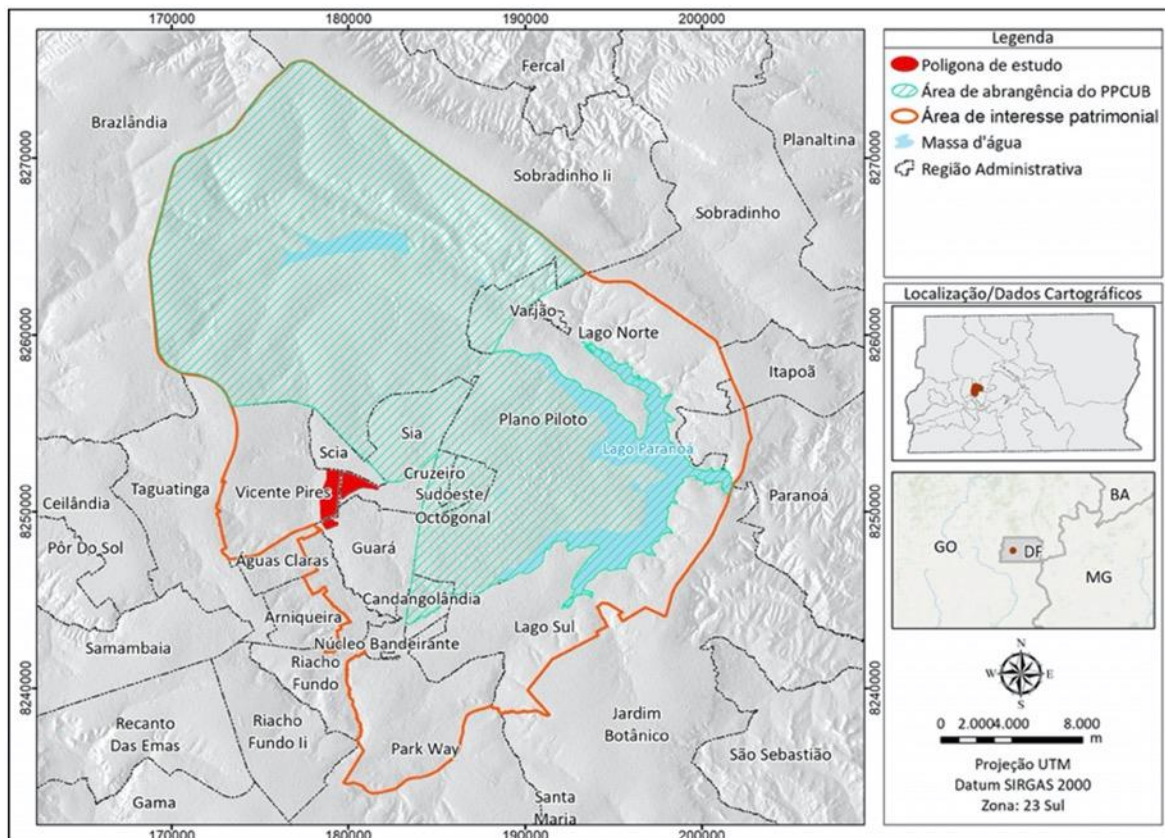 170000 180000 190000 200000
Legenda
Poligona de estudo
Área de abrangência do PPCUB
Área de interesse patrimonial
Massa d'água
Região Administrativa
Localização/Dados Cartográficos
BA
GO
DF
MG
N
W E
S
0 2.0004.000 8.000
m
Projeção UTM
Datum SIRGAS 2000
Zona: 23 Sul
8270000
8260000
8250000
8240000
8270000
8260000
8250000
8240000
Fercal
Brazlândia
Planaltina
Sobradinho Ii
Sobradinho
Varjão
Lago Norte
Itapoã
Plano Piloto
Sia
Scia
Lago Paranoá
Cruzeiro
Vicente Pires
Sudoeste/
Octogonal
Taguatinga
Ceilândia
Paranoá
Guará
Pôr Do Sol
Águas Claras
Candangolândia
Arniqueira
Lago Sul
Samambaia
Núcleo Bandeirante
Riacho
Fundo
Jardim
Botânico
Recanto
Das Emas
Riacho
Fundo Ii
Park Way
São Sebastião
Gama
Santa
Maria
170000 180000 190000 200000